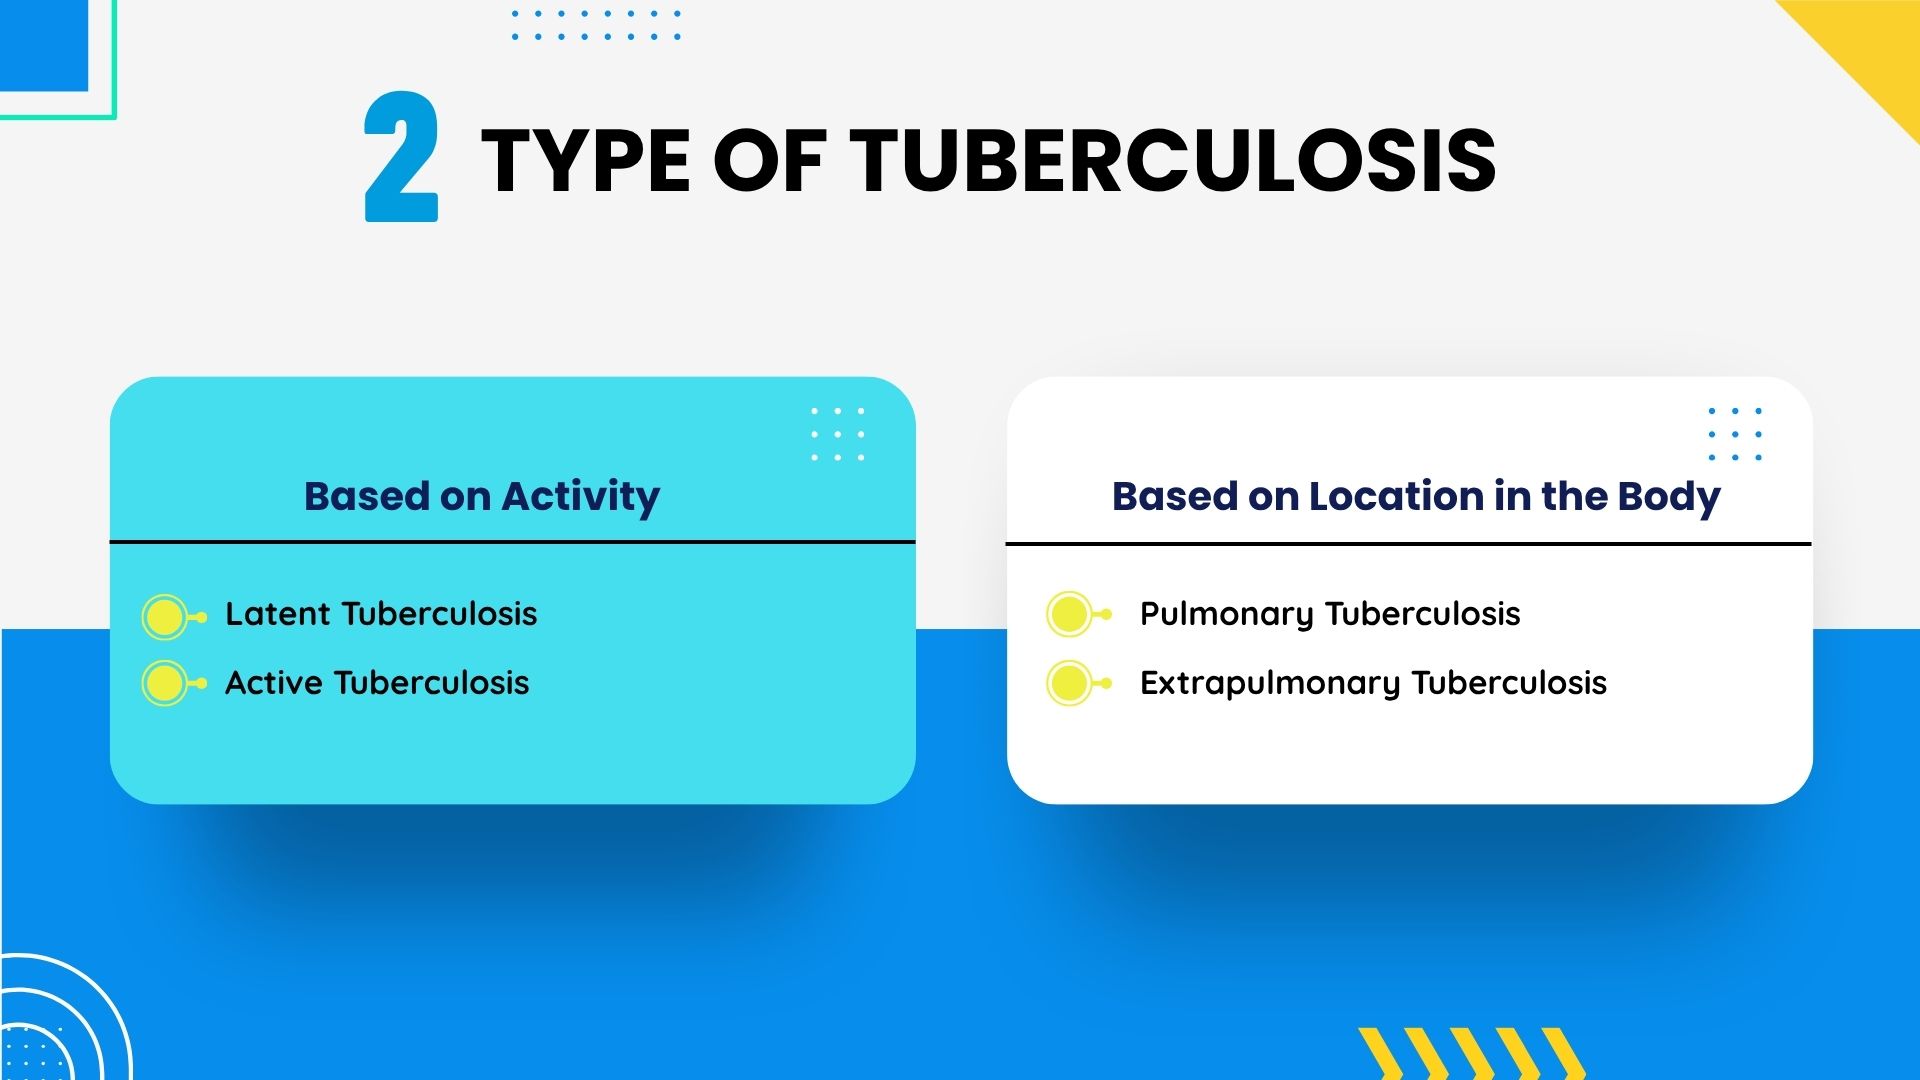 2 TYPE OF TUBERCULOSIS
Based on Activity
Latent Tuberculosis
Active Tuberculosis
Based on Location in the Body
Pulmonary Tuberculosis
Extrapulmonary Tuberculosis